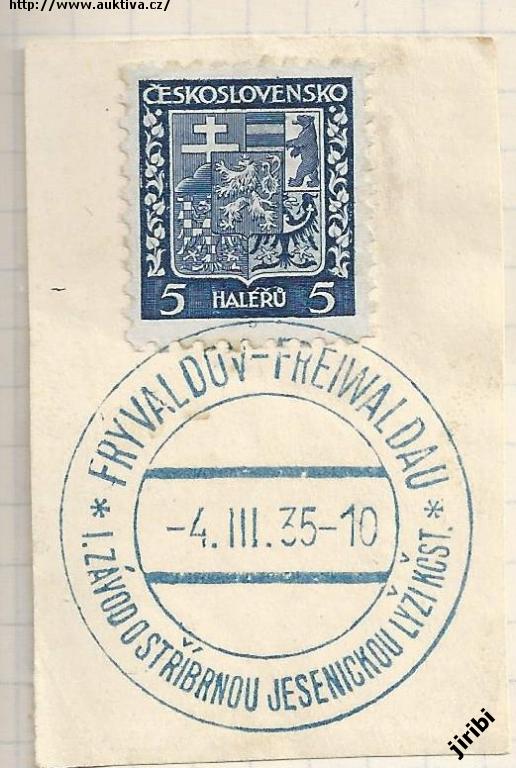 http://www.auktiva.cz/
ČESKOSLOVENSKO
5 HALÉŘŮ 5
FRYVALDOV-FREIWALDAU
-4.III.35-10
* I. ZÁVOD O STŘÍBRNOU JESENICKOU LYŽI KČST. *
jiribi